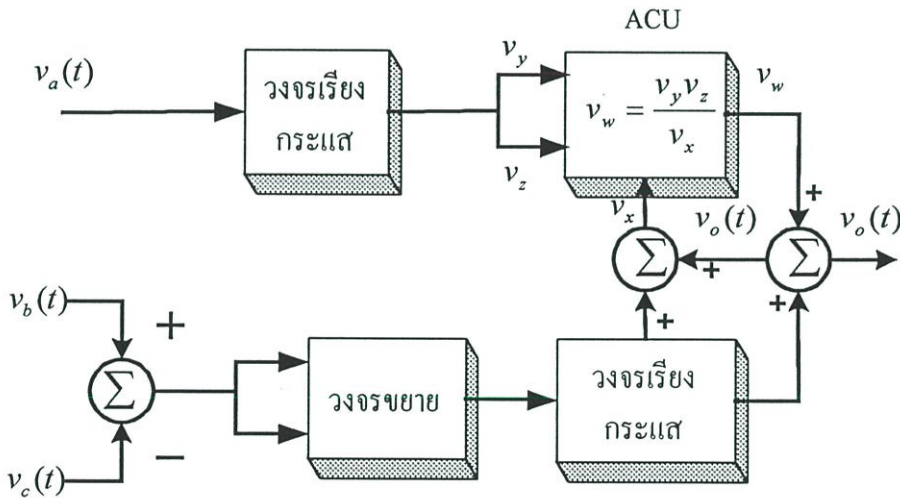 ACU
v_a(t)
วงจรเรียง
กระแส
v_y
v_z
v_w = \frac{v_y v_z}{v_x}
v_w
+
v_x
v_o(t)
v_o(t)
Σ
+
Σ
+
+
v_b(t)
+
Σ
−
v_c(t)
วงจรขยาย
วงจรเรียง
กระแส